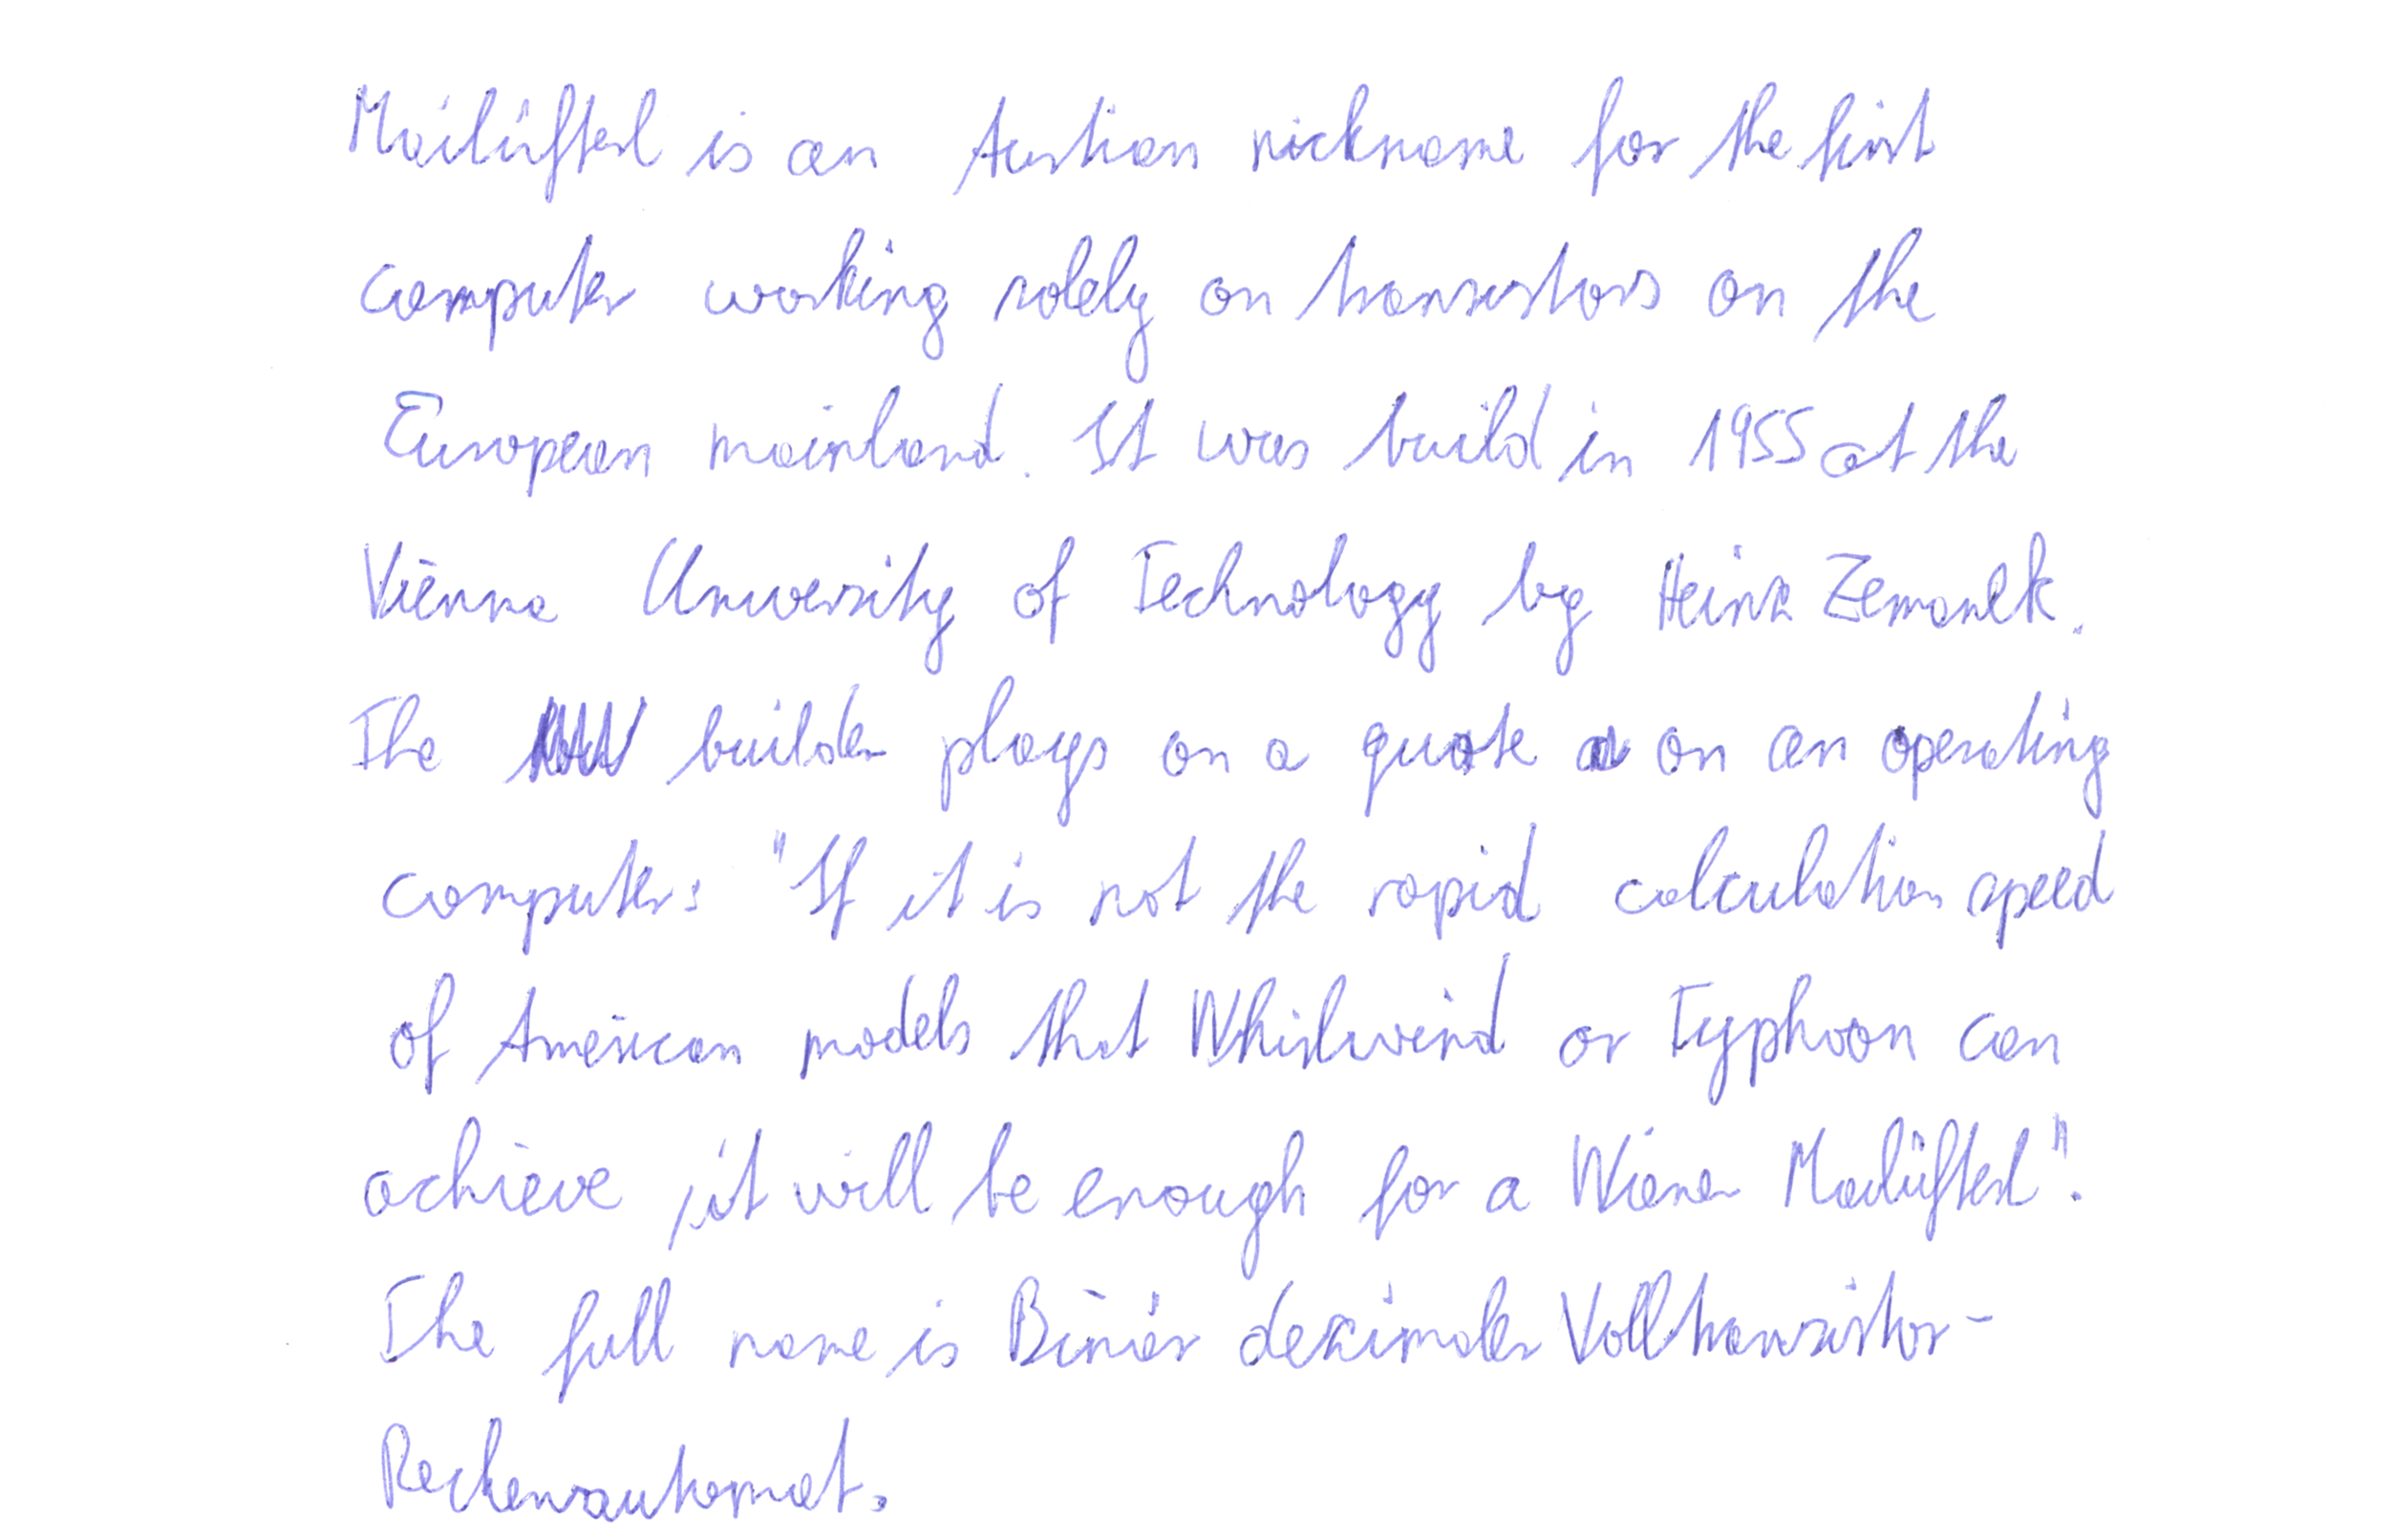 Mailüfterl is an Austrian nickname for the first
computer working solely on transistors on the
European mainland. It was build in 1955 at the
Vienna University of Technology by Heinz Zemanek.
The builder plays on a quote on an operating
computers "If it is not the rapid calculation speed
of American models that Whirlwind or Typhoon can
achieve, it will be enough for a Wiener Mailüfterl".
The full name is Binär dezimaler Volltransistor-
Rechenautomat.